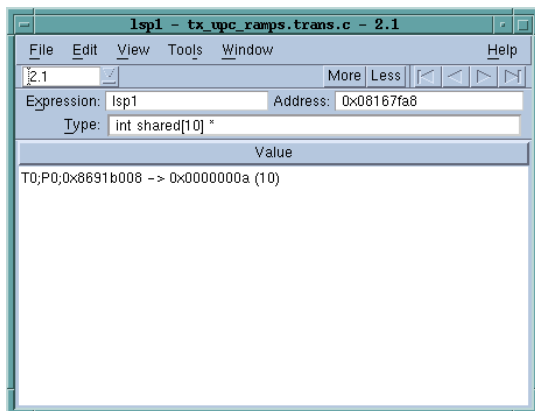 lsp1 - tx_upc_ramps.trans.c - 2.1
File Edit View Tools Window Help
2.1 More Less
Expression: lsp1 Address: 0x08167fa8
Type: int shared[10] *
Value
T0;P0;0x8691b008 -> 0x0000000a (10)